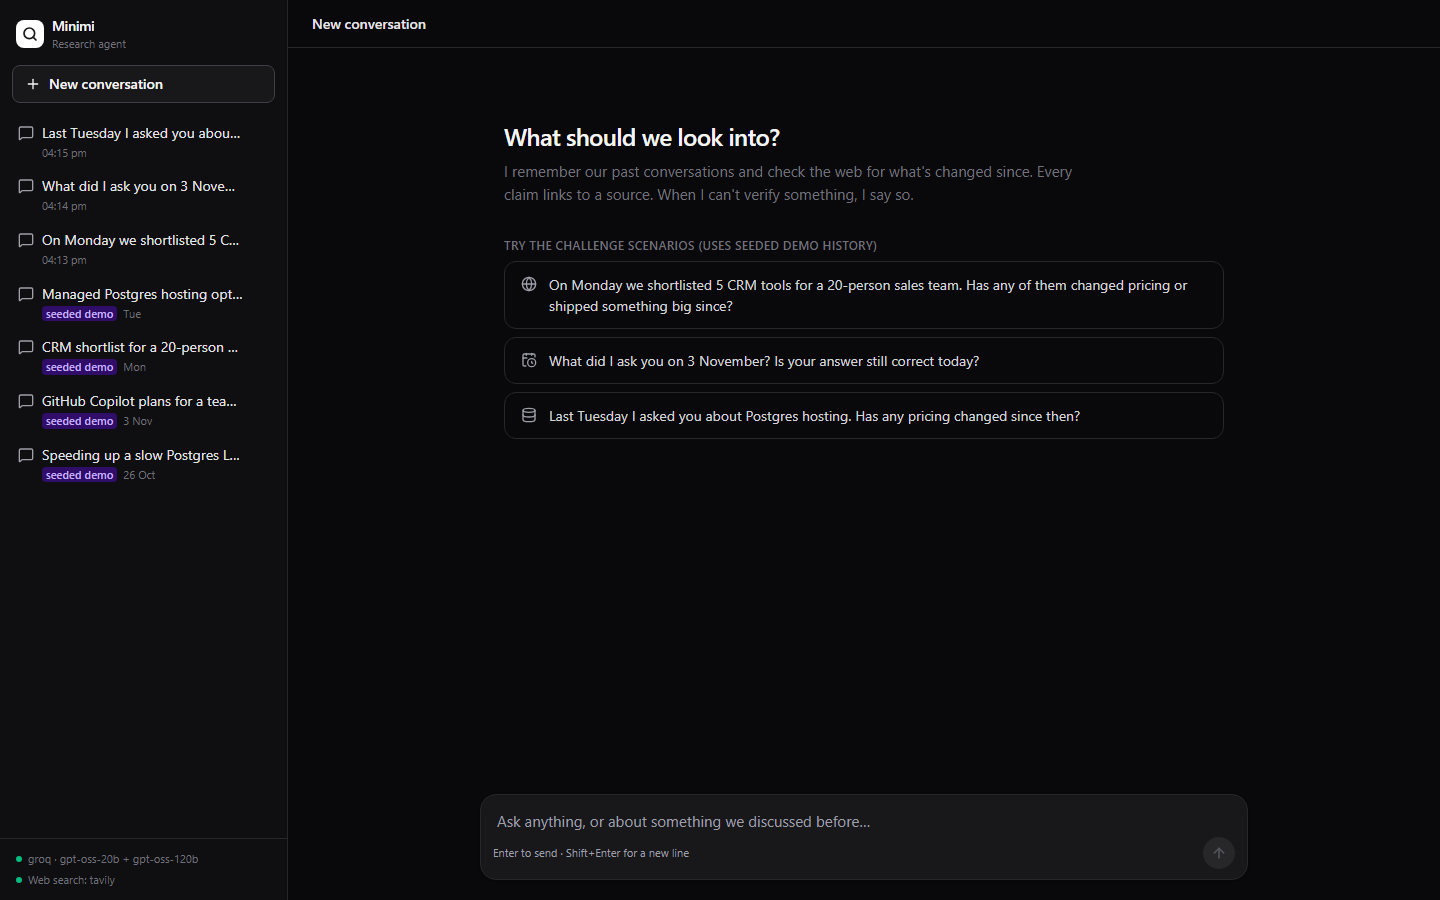 Minimi
Research agent
New conversation
Last Tuesday I asked you abou...
04:15 pm
What did I ask you on 3 Nove...
04:14 pm
On Monday we shortlisted 5 C...
04:13 pm
Managed Postgres hosting opt...
seeded demo Tue
CRM shortlist for a 20-person ...
seeded demo Mon
GitHub Copilot plans for a tea...
seeded demo 3 Nov
Speeding up a slow Postgres L...
seeded demo 26 Oct
groq · gpt-oss-20b + gpt-oss-120b
Web search: tavily
New conversation
What should we look into?
I remember our past conversations and check the web for what's changed since. Every
claim links to a source. When I can't verify something, I say so.
TRY THE CHALLENGE SCENARIOS (USES SEEDED DEMO HISTORY)
On Monday we shortlisted 5 CRM tools for a 20-person sales team. Has any of them changed pricing or
shipped something big since?
What did I ask you on 3 November? Is your answer still correct today?
Last Tuesday I asked you about Postgres hosting. Has any pricing changed since then?
Ask anything, or about something we discussed before...
Enter to send · Shift+Enter for a new line